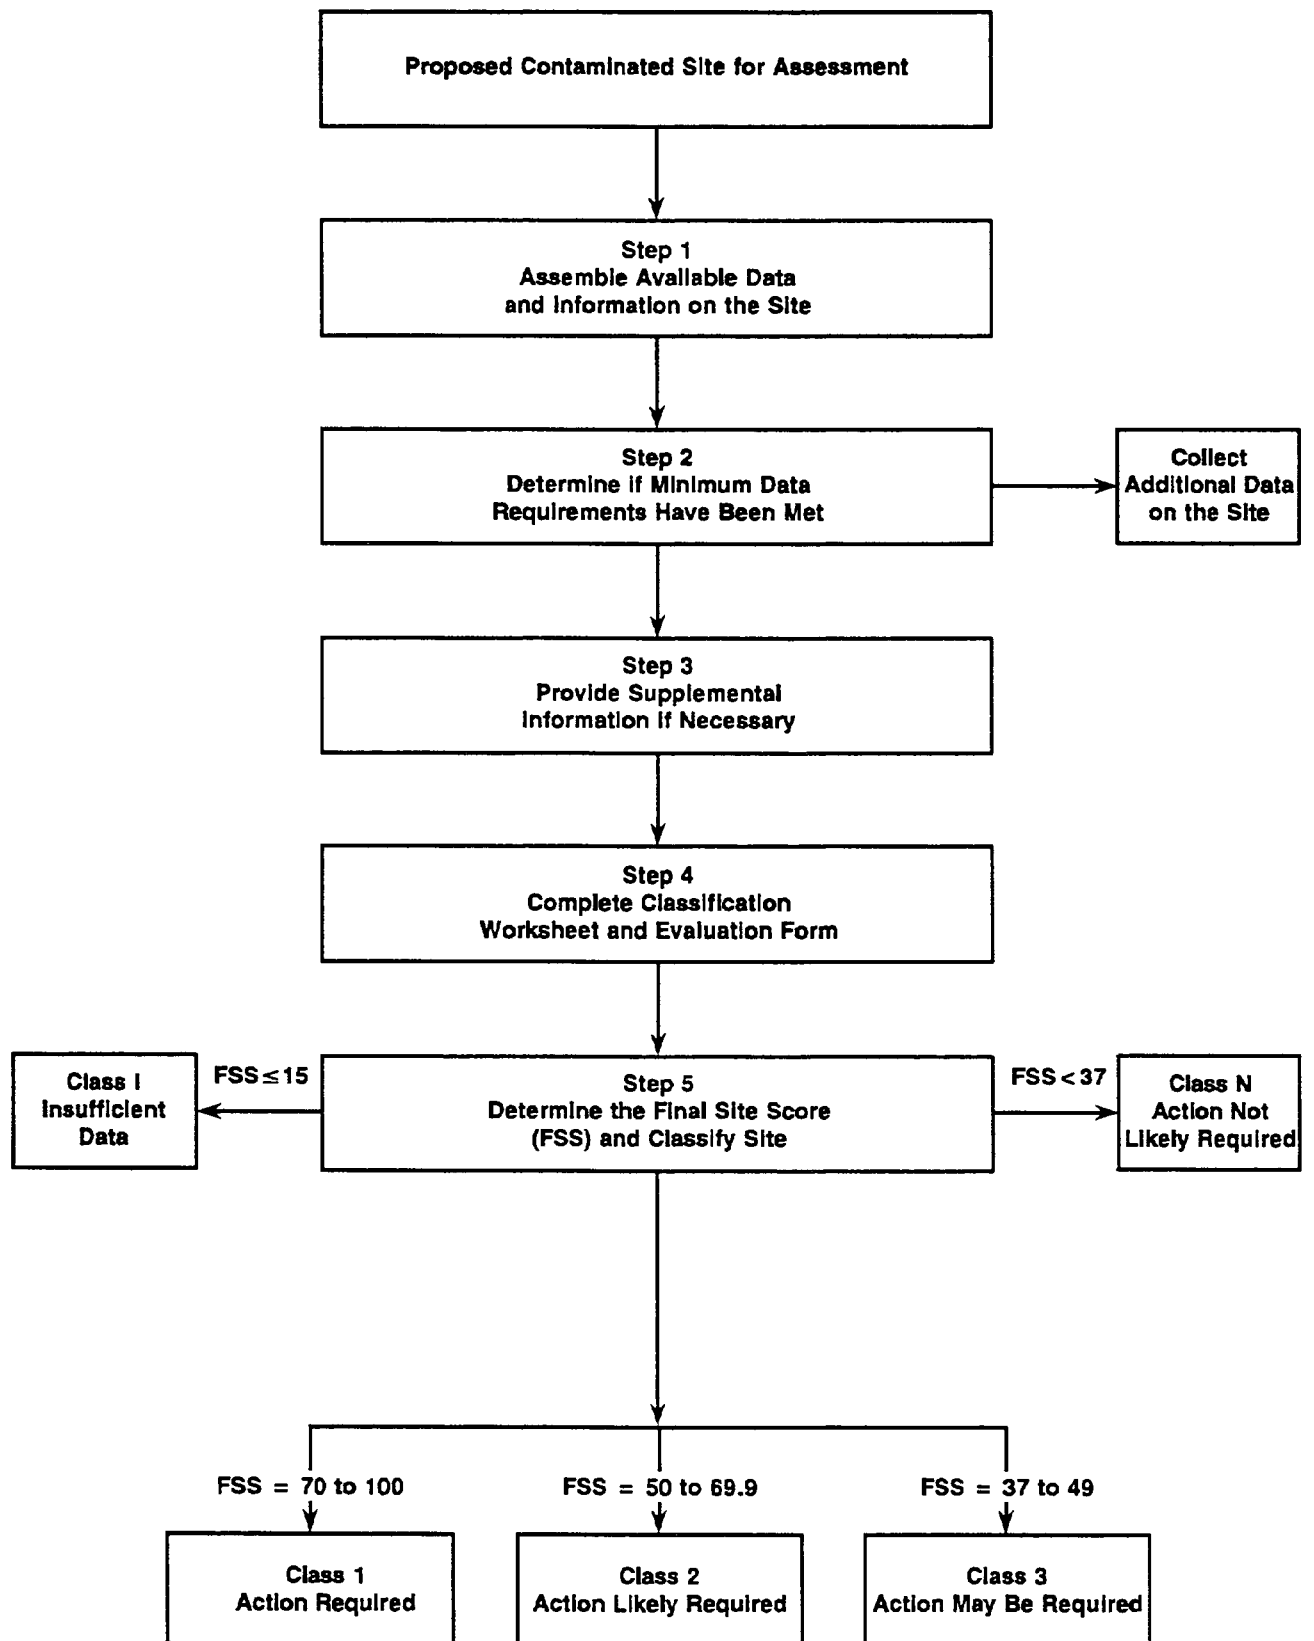 Proposed Contaminated Site for Assessment
Step 1
Assemble Available Data
and Information on the Site
Step 2
Determine if Minimum Data
Requirements Have Been Met
Collect
Additional Data
on the Site
Step 3
Provide Supplemental
Information if Necessary
Step 4
Complete Classification
Worksheet and Evaluation Form
Class I
Insufficient
Data
FSS≤15
Step 5
Determine the Final Site Score
(FSS) and Classify Site
FSS<37
Class N
Action Not
Likely Required
FSS = 70 to 100
FSS = 50 to 69.9
FSS = 37 to 49
Class 1
Action Required
Class 2
Action Likely Required
Class 3
Action May Be Required